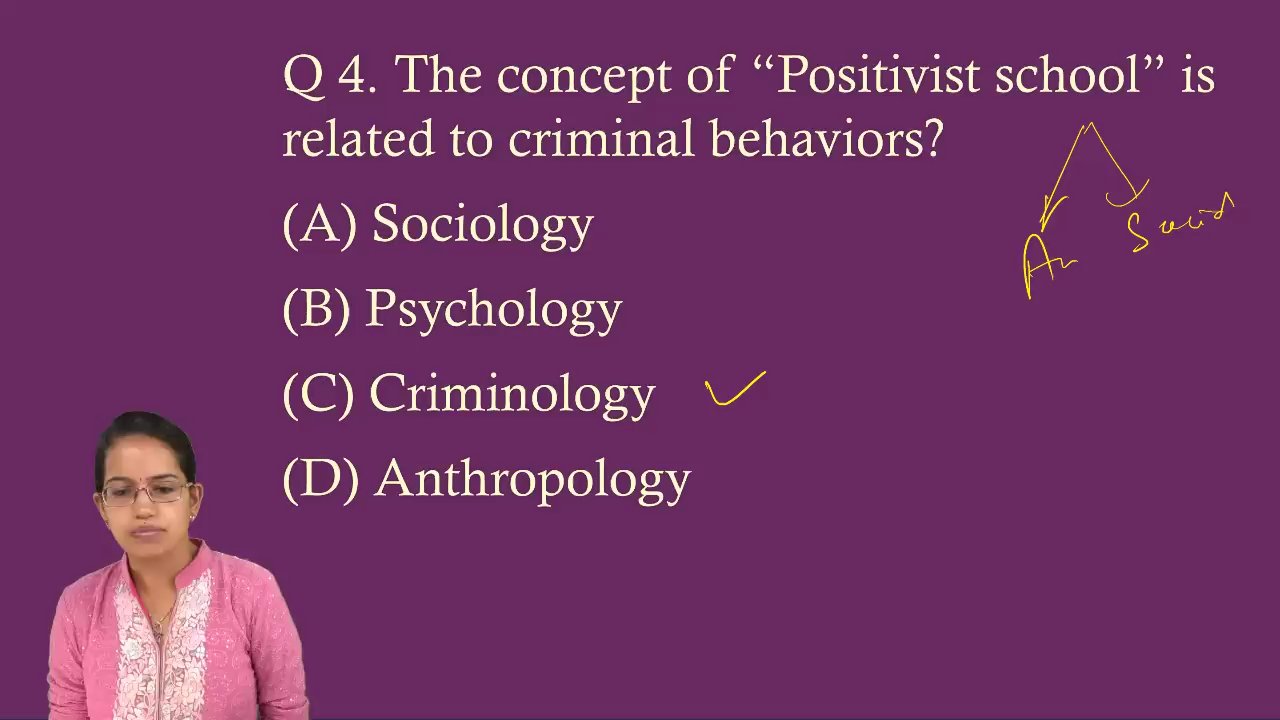 Q 4. The concept of “Positivist school” is
related to criminal behaviors?
(A) Sociology
(B) Psychology
(C) Criminology
(D) Anthropology